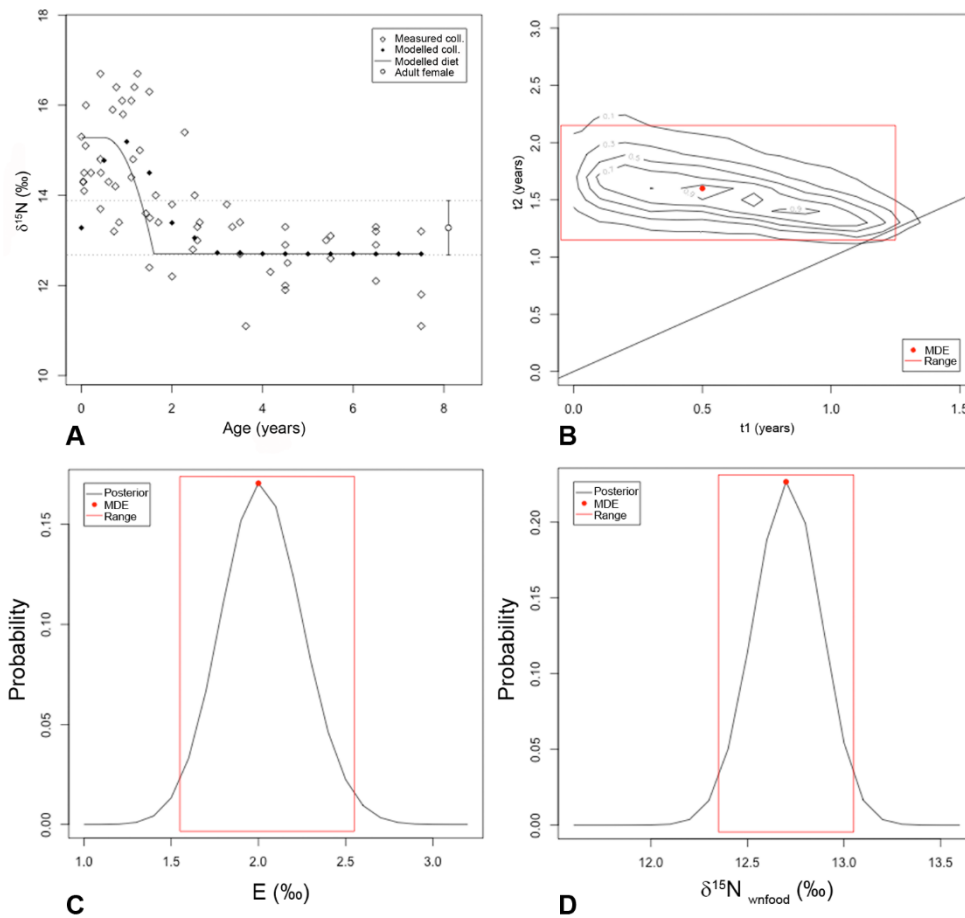 18
16
14
12
10
δ¹⁵N (‰)
Measured coll.
Modelled coll.
Modelled diet
Adult female
0 2 4 6 8
Age (years)
A
3.0
2.5
2.0
1.5
1.0
0.5
0.0
t2 (years)
0.1
0.3
0.5
0.7
0.9
0.9
MDE
Range
0.0 0.5 1.0 1.5
t1 (years)
B
0.15
0.10
0.05
0.00
Probability
Posterior
MDE
Range
1.0 1.5 2.0 2.5 3.0
E (‰)
C
0.20
0.15
0.10
0.05
0.00
Probability
Posterior
MDE
Range
12.0 12.5 13.0 13.5
δ¹⁵N wnfood (‰)
D